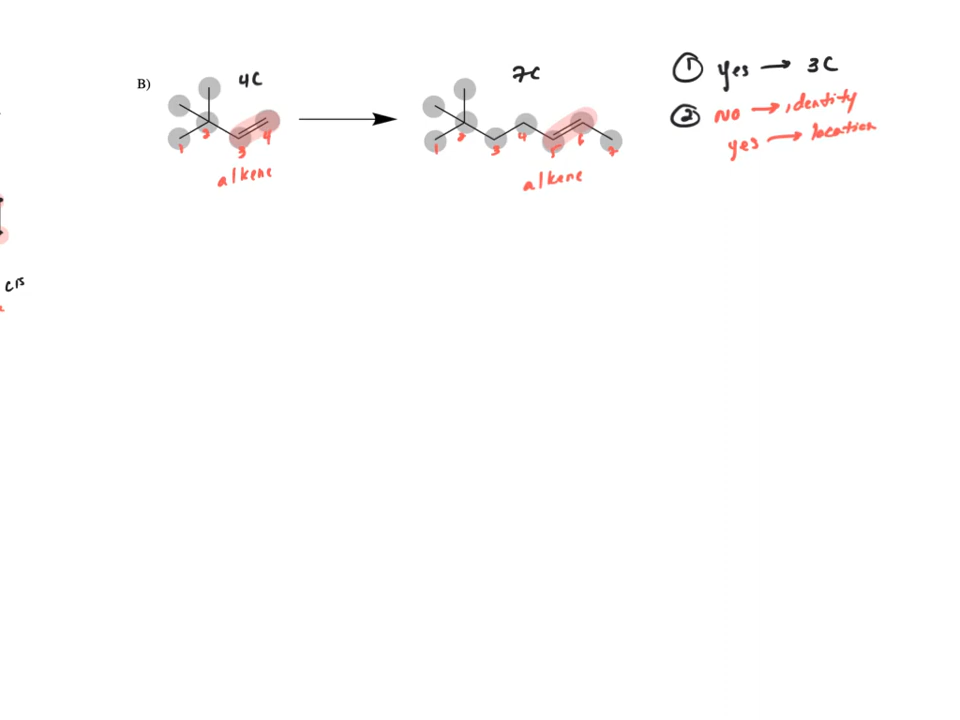 B)
4C
7C
① yes → 3C
② No → identity
yes → location
1 2 3 4
1 2 3 4 5 6 7
alkene
alkene
cis